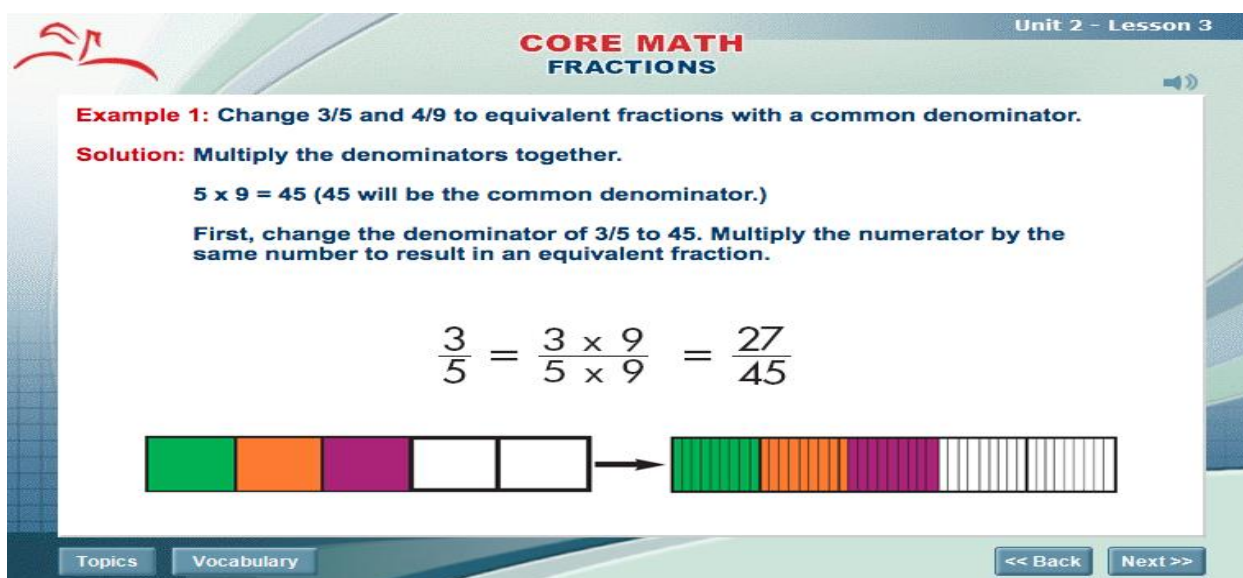 Unit 2 - Lesson 3
CORE MATH
FRACTIONS
Example 1: Change 3/5 and 4/9 to equivalent fractions with a common denominator.
Solution: Multiply the denominators together.
5 x 9 = 45 (45 will be the common denominator.)
First, change the denominator of 3/5 to 45. Multiply the numerator by the
same number to result in an equivalent fraction.
3/5 = 3 x 9/5 x 9 = 27/45
Topics Vocabulary << Back Next >>